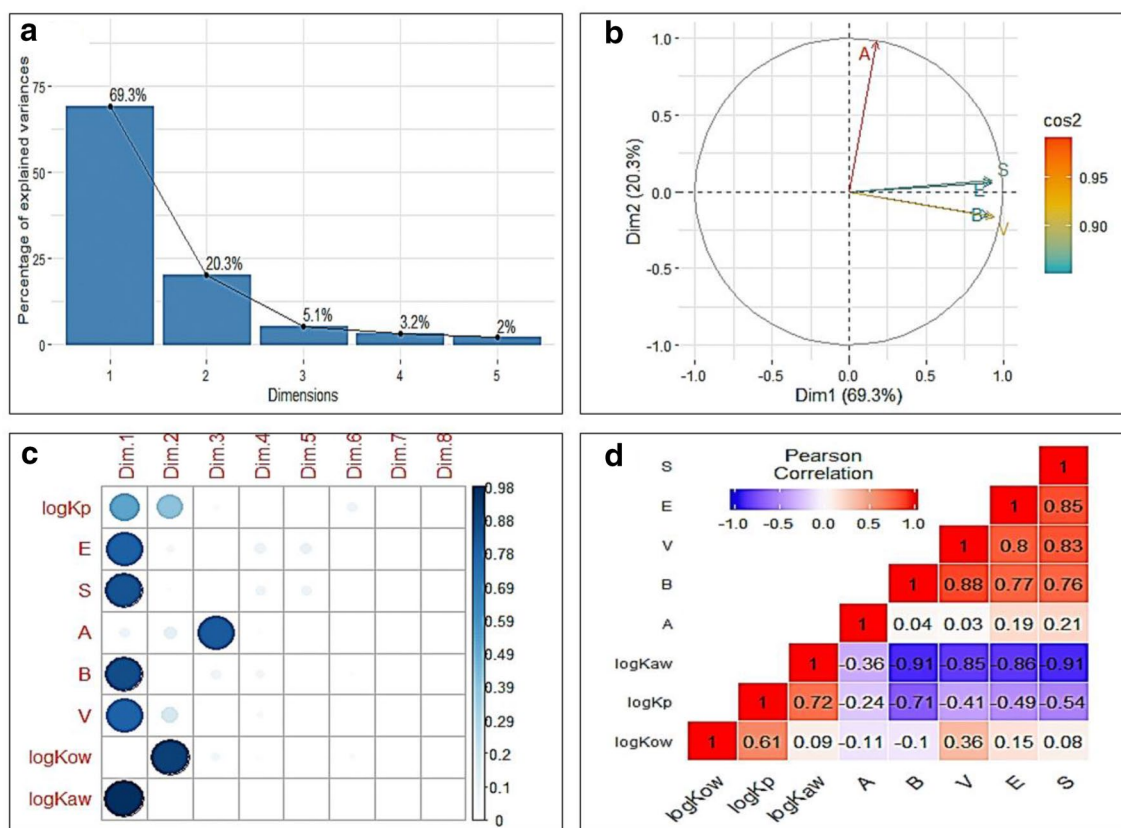 a
Percentage of explained variances
75
50
25
0
69.3%
20.3%
5.1%
3.2%
2%
1 2 3 4 5
Dimensions
b
Dim2 (20.3%)
1.0
0.5
0.0
-0.5
-1.0
A
S
E
B
V
-1.0 -0.5 0.0 0.5 1.0
Dim1 (69.3%)
cos2
0.95
0.90
c
Dim.1 Dim.2 Dim.3 Dim.4 Dim.5 Dim.6 Dim.7 Dim.8
logKp
E
S
A
B
V
logKow
logKaw
0.98
0.88
0.78
0.69
0.59
0.49
0.39
0.29
0.2
0.1
0
d
Pearson
Correlation
-1.0 -0.5 0.0 0.5 1.0
S 1
E 1 0.85
V 1 0.8 0.83
B 1 0.88 0.77 0.76
A 1 0.04 0.03 0.19 0.21
logKaw 1 -0.36 -0.91 -0.85 -0.86 -0.91
logKp 1 0.72 -0.24 -0.71 -0.41 -0.49 -0.54
logKow 1 0.61 0.09 -0.11 -0.1 0.36 0.15 0.08
logKow logKp logKaw A B V E S